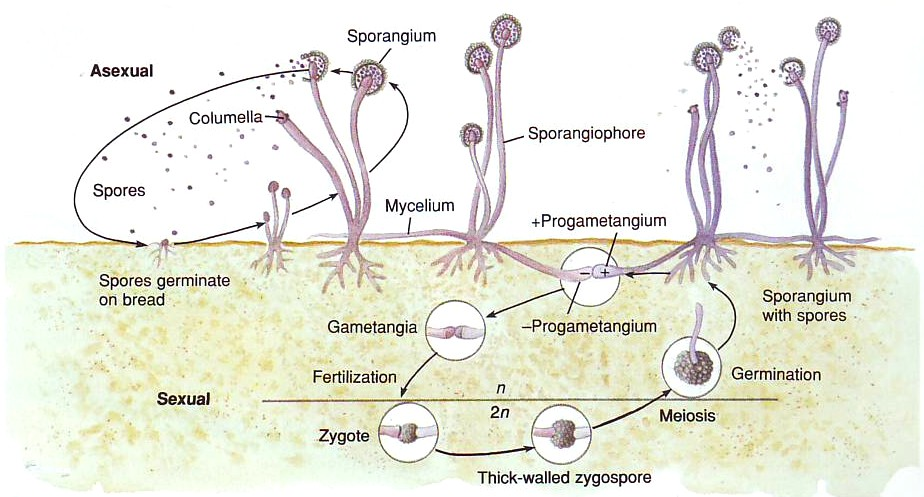 Sporangium
Asexual
Columella
Sporangiophore
Spores
Mycelium
+Progametangium
− +
Spores germinate
on bread
Sporangium
with spores
Gametangia
−Progametangium
Fertilization
Germination
n
Sexual
2n
Meiosis
Zygote
Thick-walled zygospore